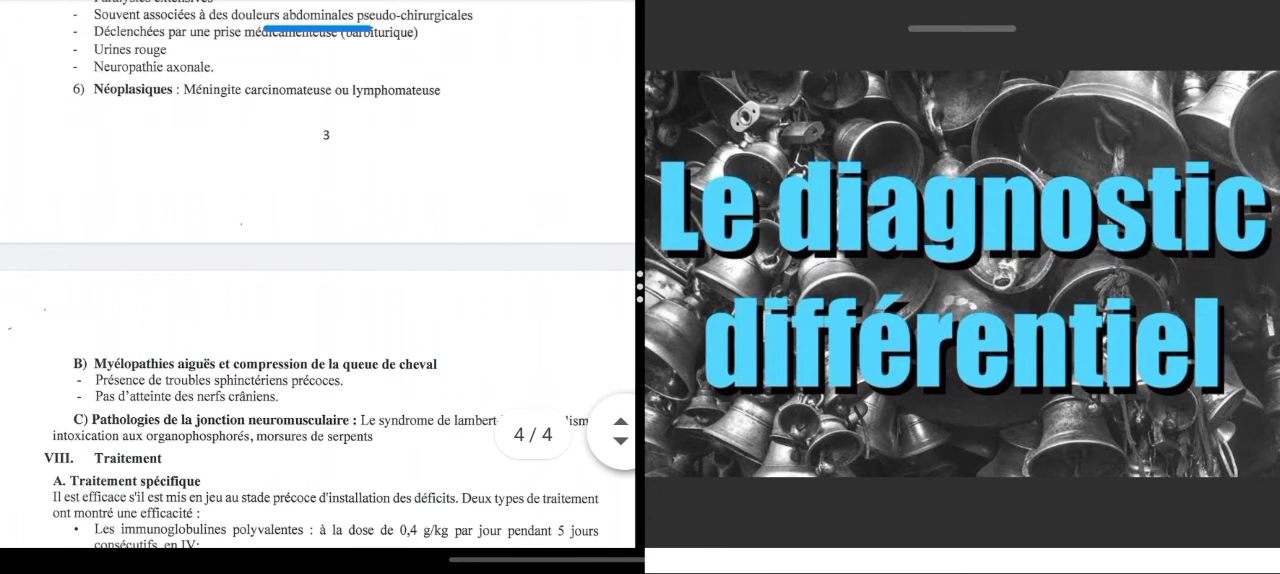 - Souvent associées à des douleurs abdominales pseudo-chirurgicales
- Déclenchées par une prise médicamenteuse (barbiturique)
- Urines rouge
- Neuropathie axonale.
6) Néoplasiques : Méningite carcinomateuse ou lymphomateuse
3
B) Myélopathies aiguës et compression de la queue de cheval
- Présence de troubles sphinctériens précoces.
- Pas d'atteinte des nerfs crâniens.
C) Pathologies de la jonction neuromusculaire : Le syndrome de lambert
intoxication aux organophosphorés, morsures de serpents
4 / 4
VIII. Traitement
A. Traitement spécifique
Il est efficace s'il est mis en jeu au stade précoce d'installation des déficits. Deux types de traitement
ont montré une efficacité :
• Les immunoglobulines polyvalentes : à la dose de 0,4 g/kg par jour pendant 5 jours
consécutifs, en IV;
Le diagnostic
différentiel